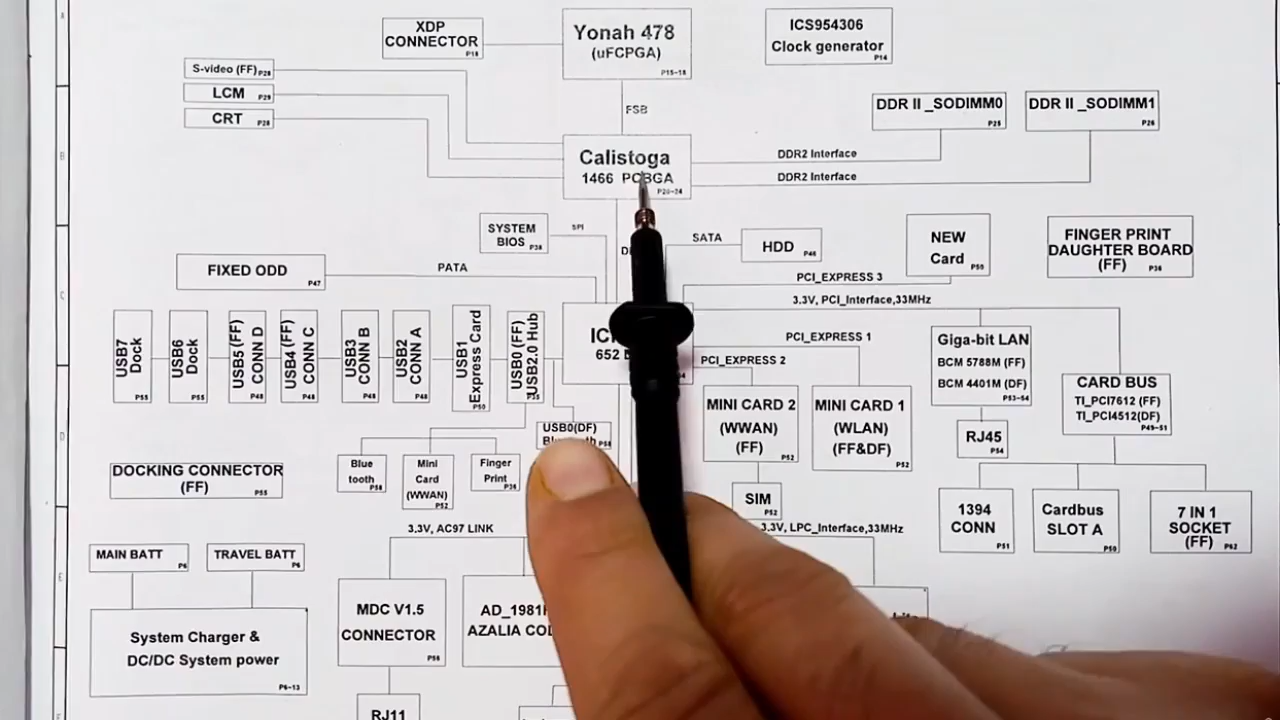 XDP
CONNECTOR
P18
Yonah 478
(uFCPGA)
P15-18
ICS954306
Clock generator
P14
S-video (FF)
P28
LCM
P29
CRT
P28
FSB
DDR II _SODIMM0
P25
DDR II _SODIMM1
P26
Calistoga
1466 PCBGA
P20-24
DDR2 Interface
DDR2 Interface
SYSTEM
BIOS
P38
SPI
SATA
HDD
P46
NEW
Card
P50
FINGER PRINT
DAUGHTER BOARD
(FF)
P36
FIXED ODD
P47
PATA
PCI_EXPRESS 3
3.3V, PCI_Interface,33MHz
USB7
Dock
P55
USB6
Dock
P55
USB5 (FF)
CONN D
P48
USB4 (FF)
CONN C
P48
USB3
CONN B
P48
USB2
CONN A
P48
USB1
Express Card
P50
USB0 (FF)
USB2.0 Hub
P35
652
PCI_EXPRESS 1
PCI_EXPRESS 2
Giga-bit LAN
BCM 5788M (FF)
BCM 4401M (DF)
P53-54
CARD BUS
TI_PCI7612 (FF)
TI_PCI4512(DF)
P49-51
MINI CARD 2
(WWAN)
(FF)
P52
MINI CARD 1
(WLAN)
(FF&DF)
P52
USB0(DF)
P58
RJ45
P54
DOCKING CONNECTOR
(FF)
P55
Blue
tooth
P58
Mini
Card
(WWAN)
P52
Finger
Print
P36
SIM
P52
1394
CONN
P51
Cardbus
SLOT A
P50
7 IN 1
SOCKET
(FF)
P62
3.3V, AC97 LINK
3.3V, LPC_Interface,33MHz
MAIN BATT
P6
TRAVEL BATT
P6
System Charger &
DC/DC System power
P6-13
MDC V1.5
CONNECTOR
P56
RJ11
A
B
C
D
E